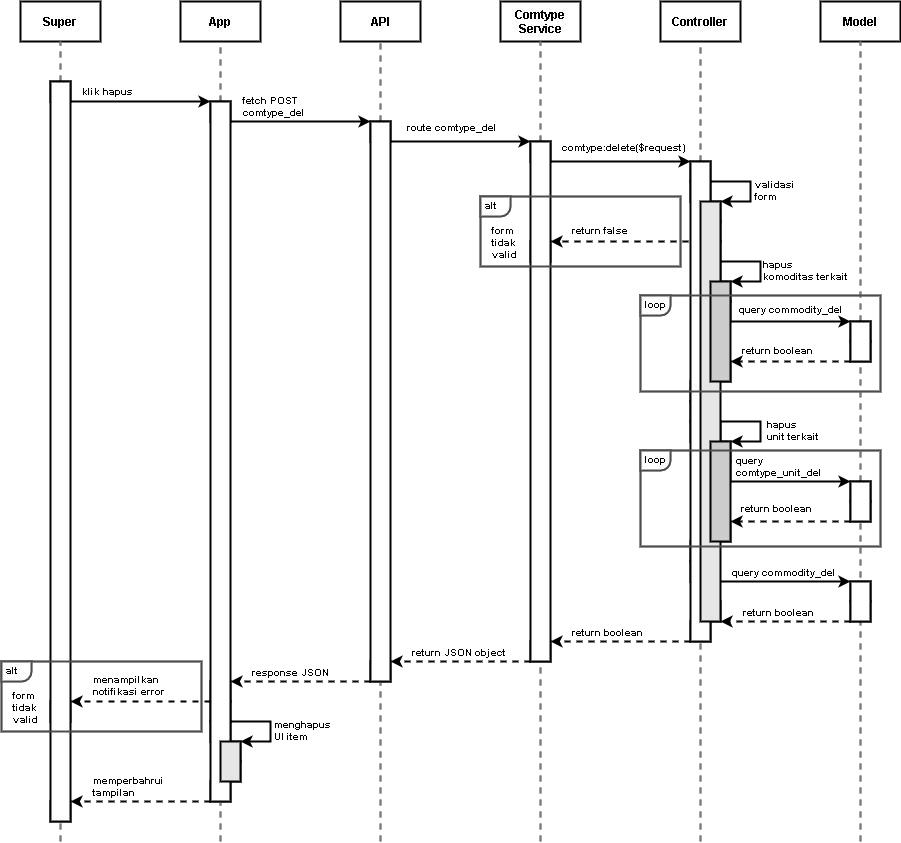 Super
App
API
Comtype
Service
Controller
Model
klik hapus
fetch POST
comtype_del
route comtype_del
comtype:delete($request)
validasi
form
alt
form
tidak
valid
return false
hapus
komoditas terkait
loop
query commodity_del
return boolean
hapus
unit terkait
loop
query
comtype_unit_del
return boolean
query commodity_del
return boolean
return boolean
return JSON object
response JSON
alt
form
tidak
valid
menampilkan
notifikasi error
menghapus
UI item
memperbahrui
tampilan